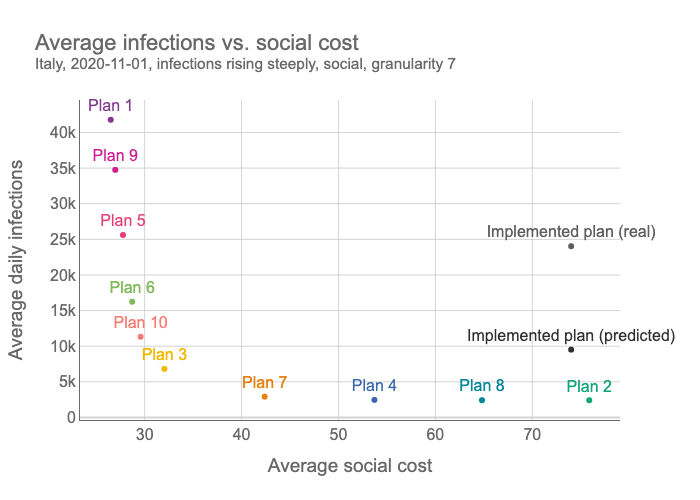 Average infections vs. social cost
Italy, 2020-11-01, infections rising steeply, social, granularity 7
Plan 1
40k
Plan 9
35k
30k
Plan 5
Implemented plan (real)
25k
20k
Plan 6
15k
Plan 10
Implemented plan (predicted)
10k
Plan 3
5k
Plan 7
Plan 4
Plan 8
Plan 2
0
30
40
50
60
70
Average daily infections
Average social cost